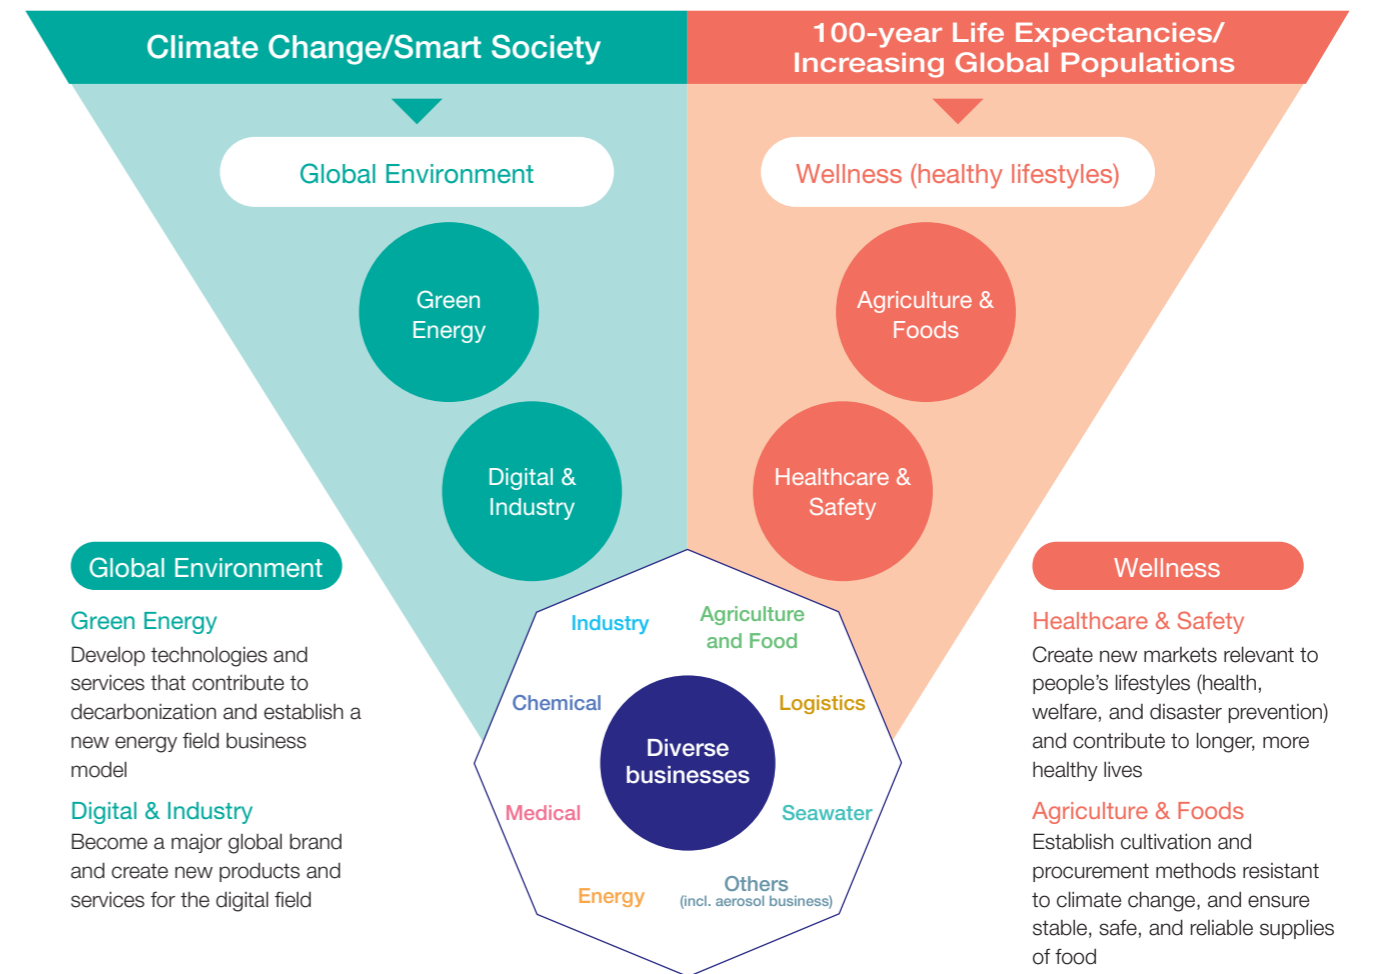 Climate Change/Smart Society
100-year Life Expectancies/
Increasing Global Populations
Global Environment
Wellness (healthy lifestyles)
Green
Energy
Agriculture &
Foods
Digital &
Industry
Healthcare &
Safety
Global Environment
Green Energy
Develop technologies and
services that contribute to
decarbonization and establish a
new energy field business
model
Digital & Industry
Become a major global brand
and create new products and
services for the digital field
Industry
Agriculture
and Food
Chemical
Logistics
Diverse
businesses
Medical
Seawater
Energy
Others
(incl. aerosol business)
Wellness
Healthcare & Safety
Create new markets relevant to
people’s lifestyles (health,
welfare, and disaster prevention)
and contribute to longer, more
healthy lives
Agriculture & Foods
Establish cultivation and
procurement methods resistant
to climate change, and ensure
stable, safe, and reliable supplies
of food